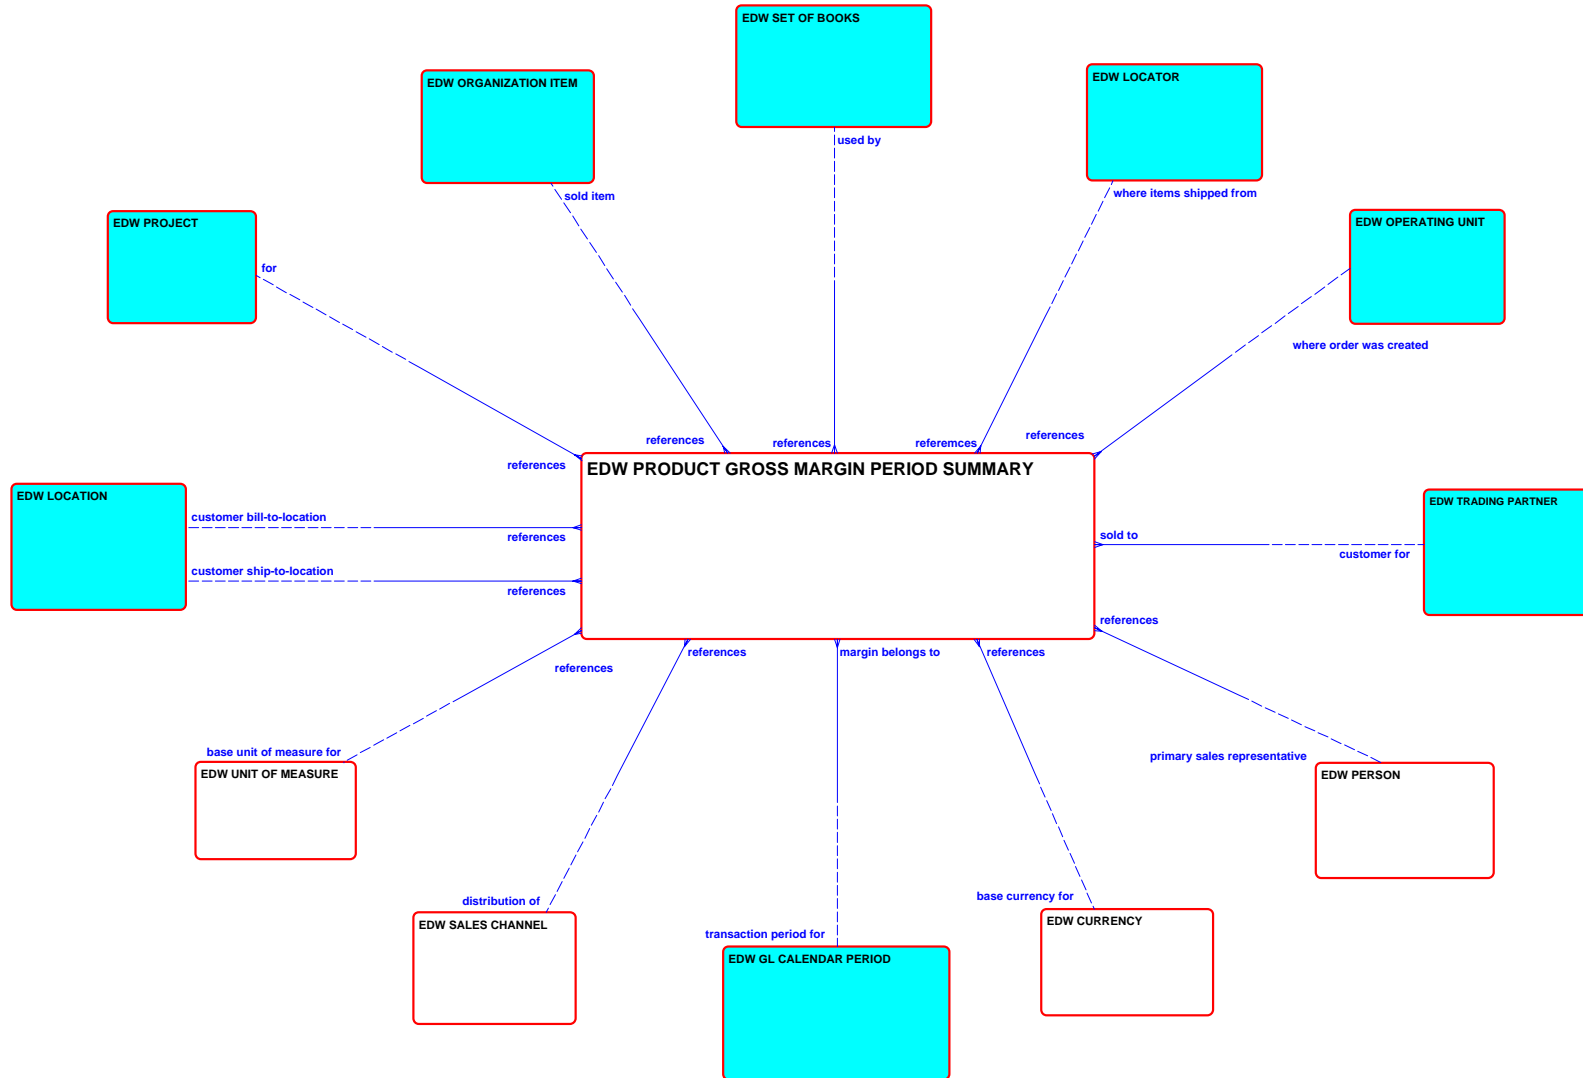 EDW SET OF BOOKS
EDW LOCATOR
EDW ORGANIZATION ITEM
used by
sold item
where items shipped from
EDW PROJECT
EDW OPERATING UNIT
for
where order was created
references
references
referemces
references
references
EDW PRODUCT GROSS MARGIN PERIOD SUMMARY
EDW LOCATION
EDW TRADING PARTNER
customer bill-to-location
references
sold to
customer for
customer ship-to-location
references
references
references
margin belongs to
references
references
base unit of measure for
primary sales representative
EDW UNIT OF MEASURE
EDW PERSON
distribution of
base currency for
EDW SALES CHANNEL
EDW CURRENCY
transaction period for
EDW GL CALENDAR PERIOD